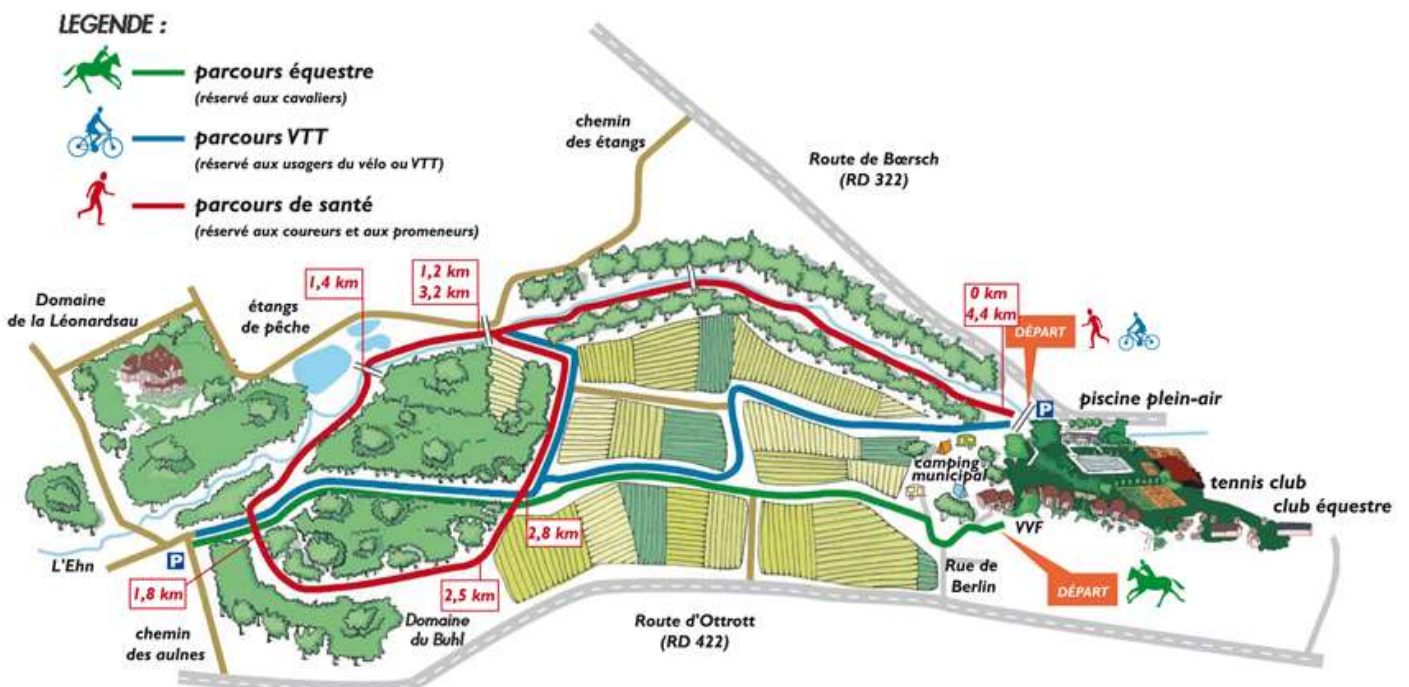 LEGENDE :
parcours équestre
(réservé aux cavaliers)
parcours VTT
(réservé aux usagers du vélo ou VTT)
parcours de santé
(réservé aux coureurs et aux promeneurs)
chemin
des étangs
Route de Bœrsch
(RD 322)
Domaine
de la Léonardsau
étangs
de pêche
1,4 km
1,2 km
3,2 km
0 km
4,4 km
DÉPART
P
piscine plein-air
camping
municipal
tennis club
club équestre
VVF
L'Ehn
P
1,8 km
2,8 km
2,5 km
Rue de
Berlin
DÉPART
chemin
des aulnes
Domaine
du Buhl
Route d'Ottrott
(RD 422)